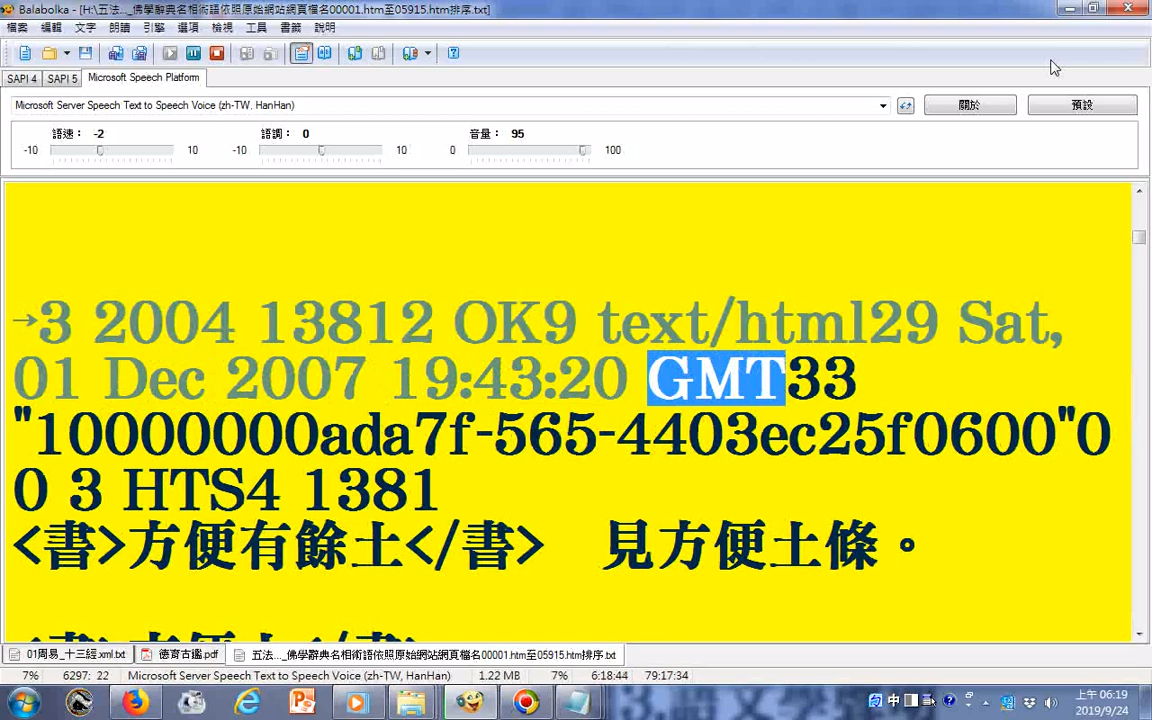 Balabolka - [H:\五法..._佛學辭典名相術語依照原始網站網頁檔名00001.htm至05915.htm排序.txt]
檔案 編輯 文字 朗讀 引擎 選項 檢視 工具 書籤 說明
SAPI 4 SAPI 5 Microsoft Speech Platform
Microsoft Server Speech Text to Speech Voice (zh-TW, HanHan) 關於 預設
語速： -2 語調： 0 音量： 95
-10 10 -10 10 0 100
→3 2004 13812 OK9 text/html29 Sat,
01 Dec 2007 19:43:20 GMT33
"10000000ada7f-565-4403ec25f0600"0
0 3 HTS4 1381
<書>方便有餘土</書> 見方便土條。
<書>方便土</書>
01周易_十三經.xml.txt 德育古鑑.pdf 五法..._佛學辭典名相術語依照原始網站網頁檔名00001.htm至05915.htm排序.txt
7% 6297: 22 Microsoft Server Speech Text to Speech Voice (zh-TW, HanHan) 1.22 MB 7% 6:18:44 79:17:34
中 上午 06:19
2019/9/24